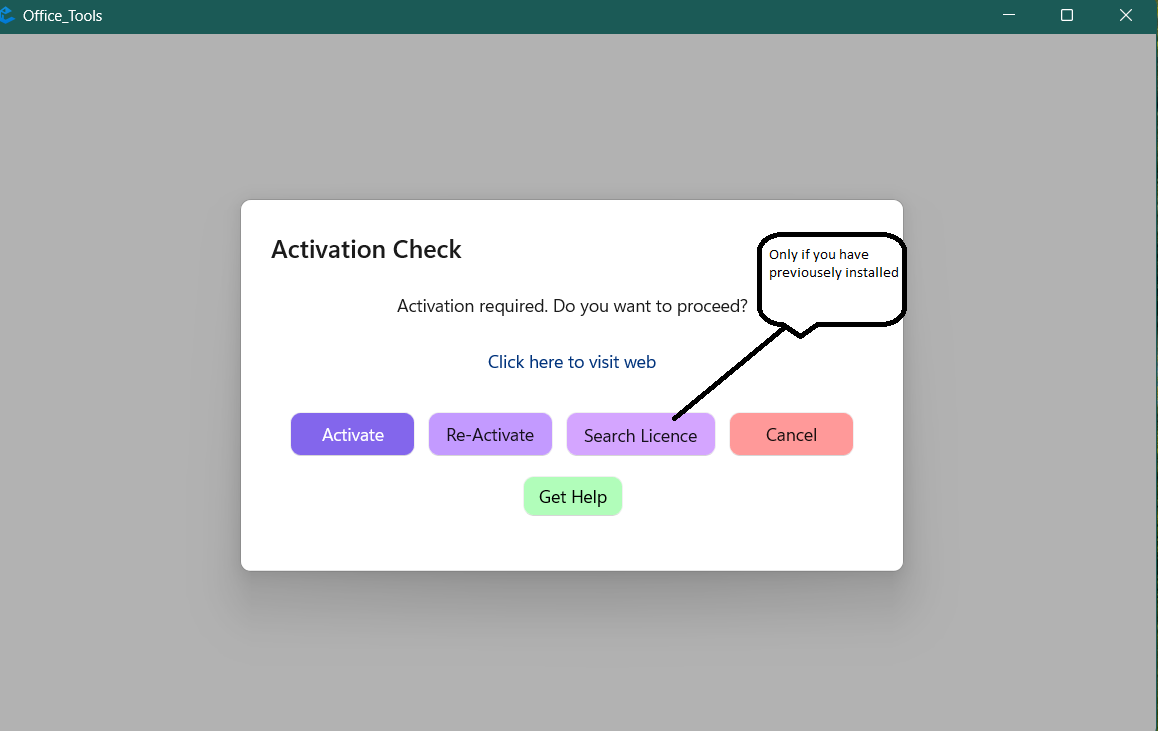 Office_Tools
Activation Check
Only if you have
previousely installed
Activation required. Do you want to proceed?
Click here to visit web
Activate Re-Activate Search Licence Cancel
Get Help